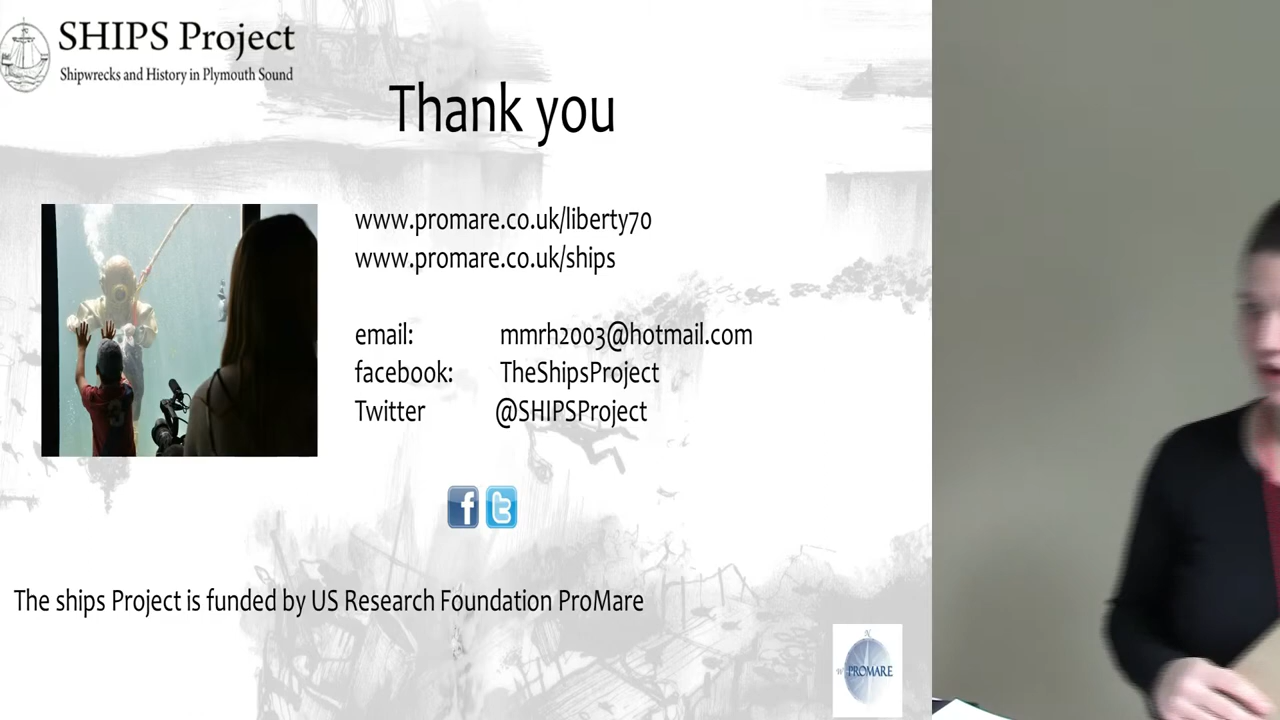 SHIPS Project
Shipwrecks and History in Plymouth Sound
Thank you
www.promare.co.uk/liberty70
www.promare.co.uk/ships
email: mmrh2003@hotmail.com
facebook: TheShipsProject
Twitter @SHIPSProject
f t
The ships Project is funded by US Research Foundation ProMare
N
W PROMARE
3